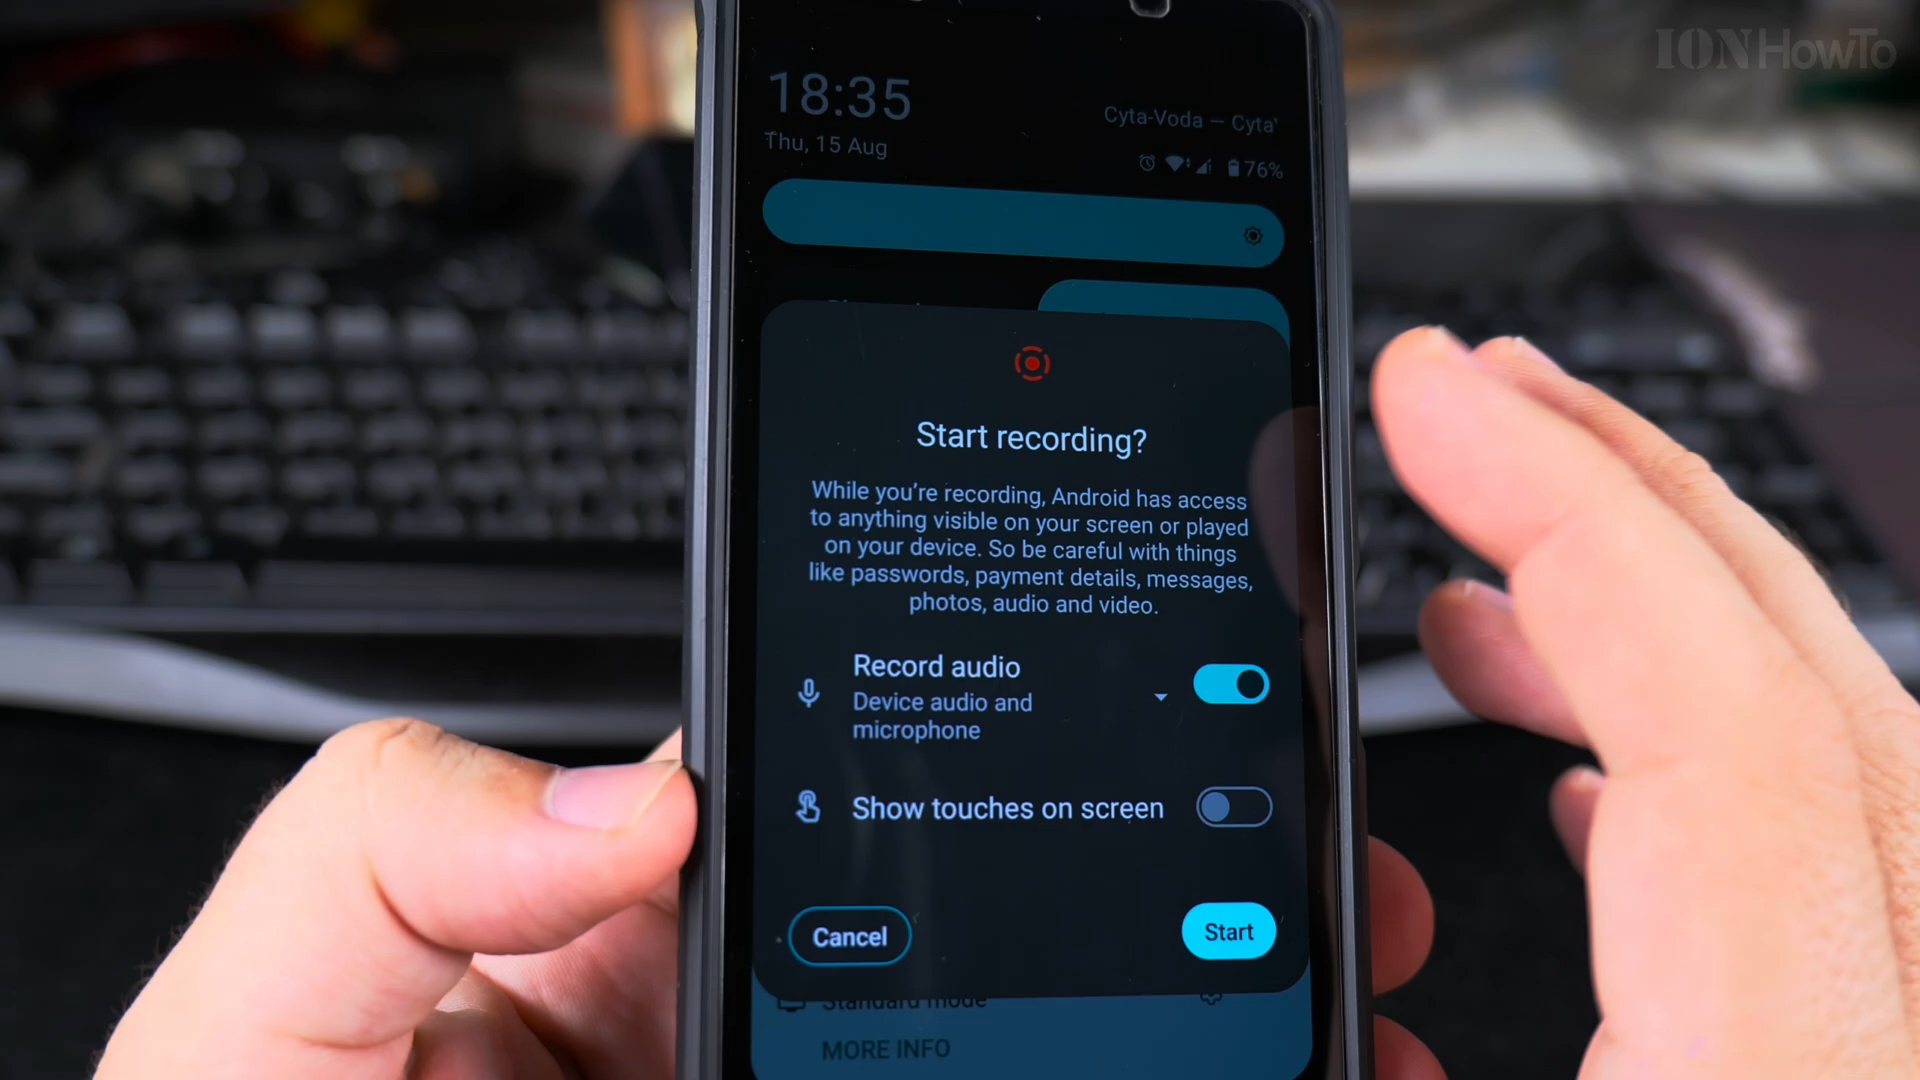 IONHowTo
18:35
Cyta-Voda — Cyta
Thu, 15 Aug
76%
Start recording?
While you're recording, Android has access
to anything visible on your screen or played
on your device. So be careful with things
like passwords, payment details, messages,
photos, audio and video.
Record audio
Device audio and
microphone
Show touches on screen
Cancel
Start
Standard mode
MORE INFO